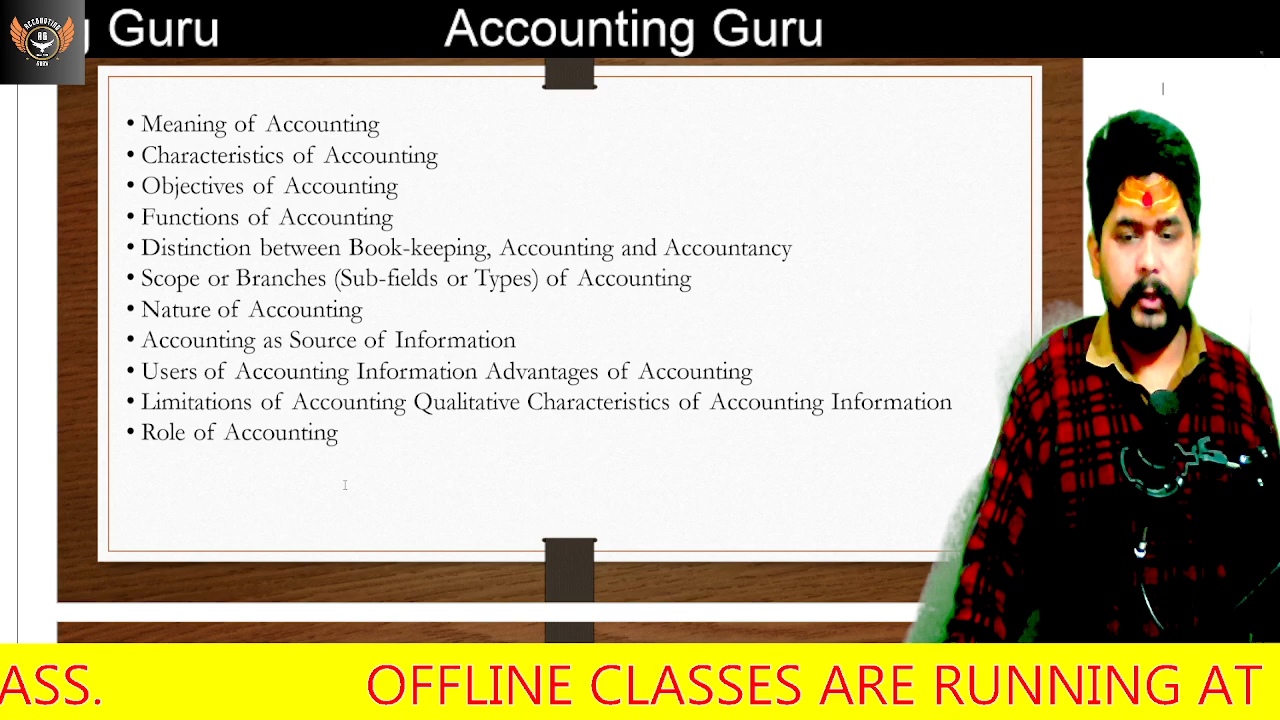 g Guru
Accounting Guru
ACCOUNTING
AG
GURU
• Meaning of Accounting
• Characteristics of Accounting
• Objectives of Accounting
• Functions of Accounting
• Distinction between Book-keeping, Accounting and Accountancy
• Scope or Branches (Sub-fields or Types) of Accounting
• Nature of Accounting
• Accounting as Source of Information
• Users of Accounting Information Advantages of Accounting
• Limitations of Accounting Qualitative Characteristics of Accounting Information
• Role of Accounting
ASS.
OFFLINE CLASSES ARE RUNNING AT